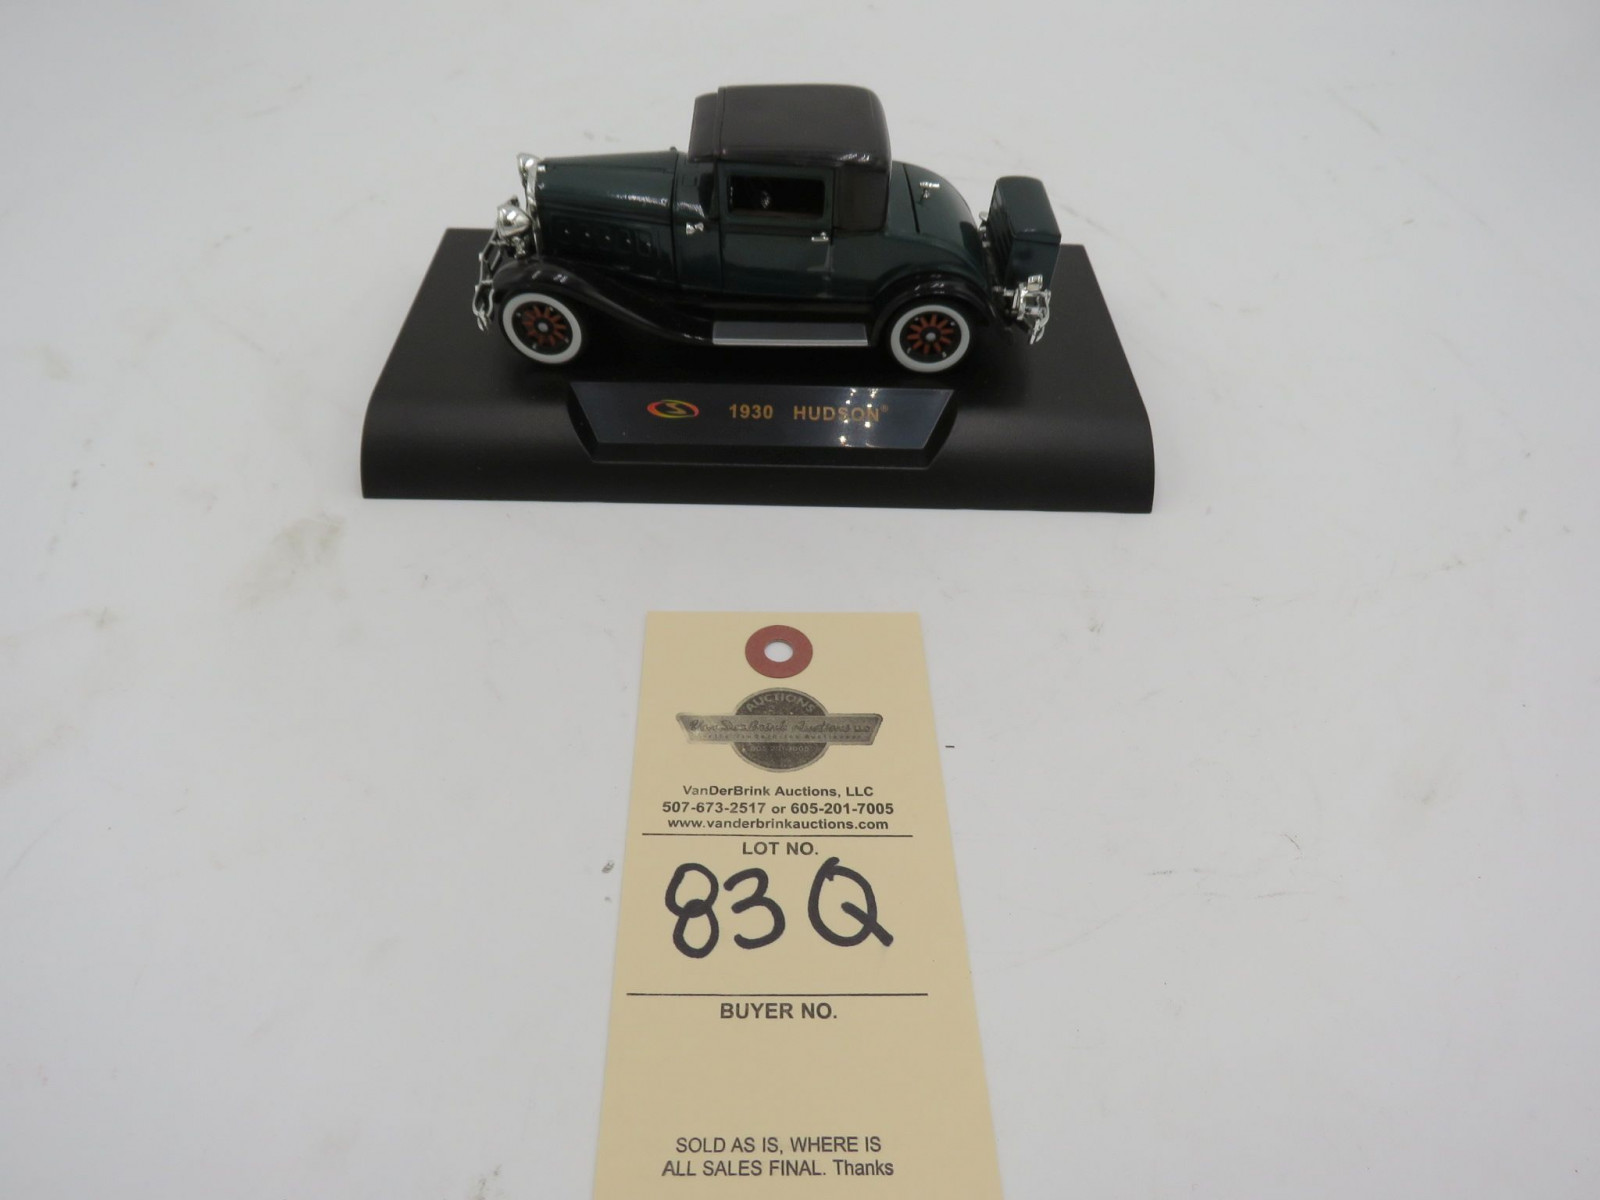 1930 HUDSON®
AUCTIONS
VanDerBrink Auctions, LLC
507-673-2517 or 605-201-7005
www.vanderbrinkauctions.com
LOT NO.
83Q
BUYER NO.
SOLD AS IS, WHERE IS
ALL SALES FINAL. Thanks